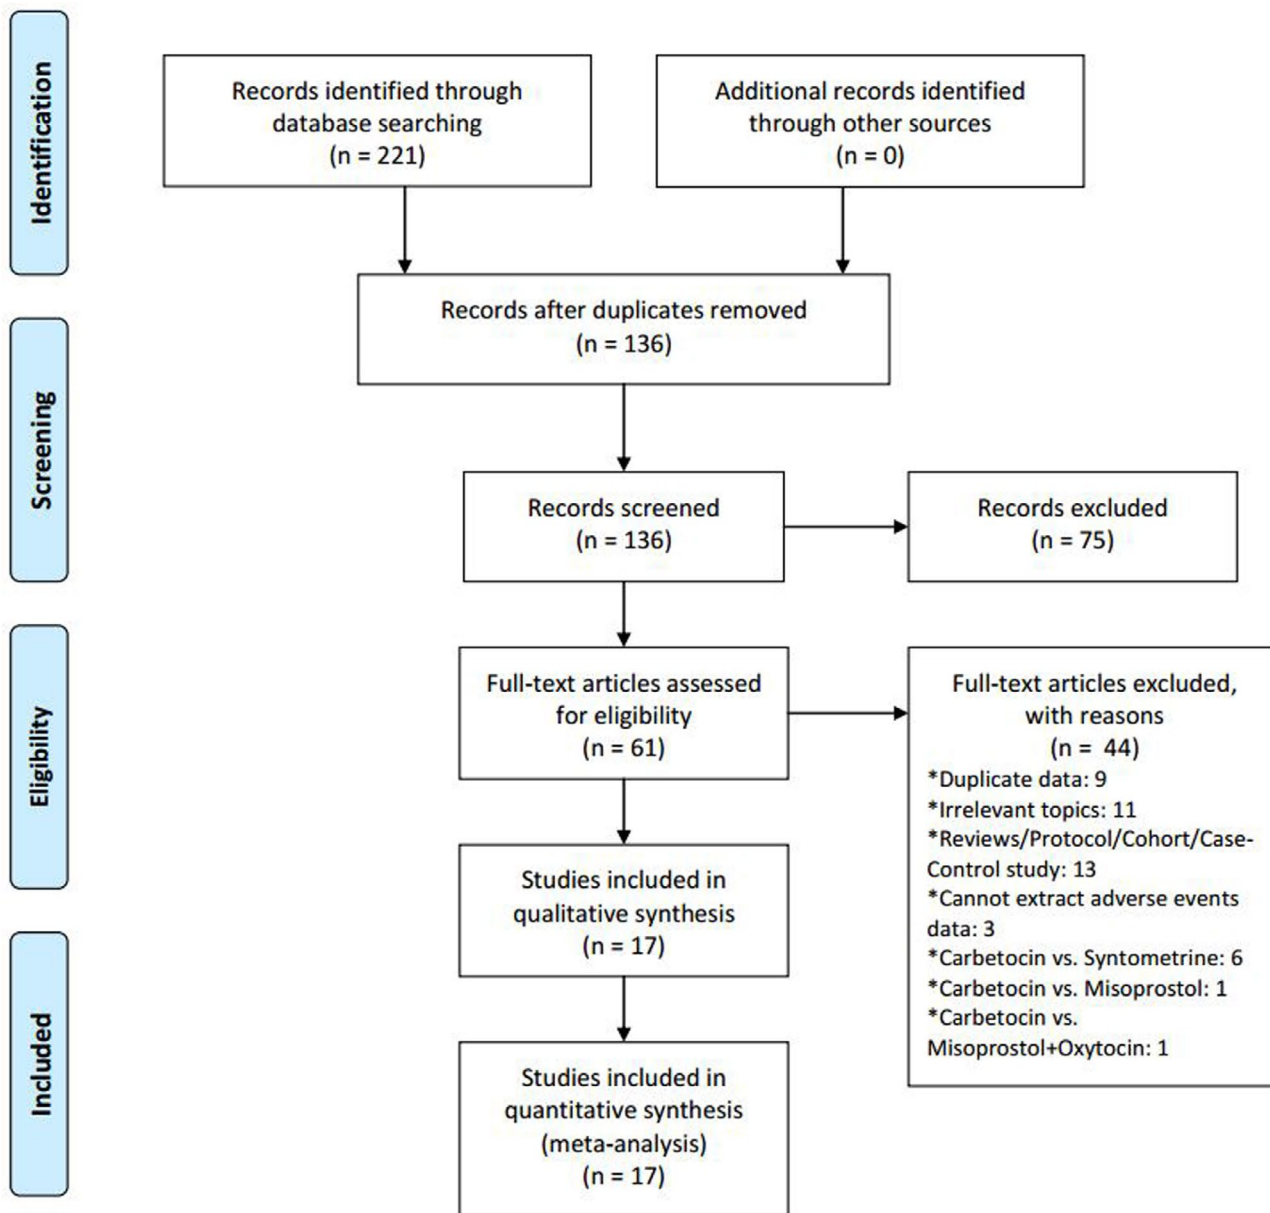 Identification
Records identified through
database searching
(n = 221)
Additional records identified
through other sources
(n = 0)
Records after duplicates removed
(n = 136)
Screening
Records screened
(n = 136)
Records excluded
(n = 75)
Eligibility
Full-text articles assessed
for eligibility
(n = 61)
Full-text articles excluded,
with reasons
(n = 44)
*Duplicate data: 9
*Irrelevant topics: 11
*Reviews/Protocol/Cohort/Case-
Control study: 13
*Cannot extract adverse events
data: 3
*Carbetocin vs. Syntometrine: 6
*Carbetocin vs. Misoprostol: 1
*Carbetocin vs.
Misoprostol+Oxytocin: 1
Studies included in
qualitative synthesis
(n = 17)
Included
Studies included in
quantitative synthesis
(meta-analysis)
(n = 17)